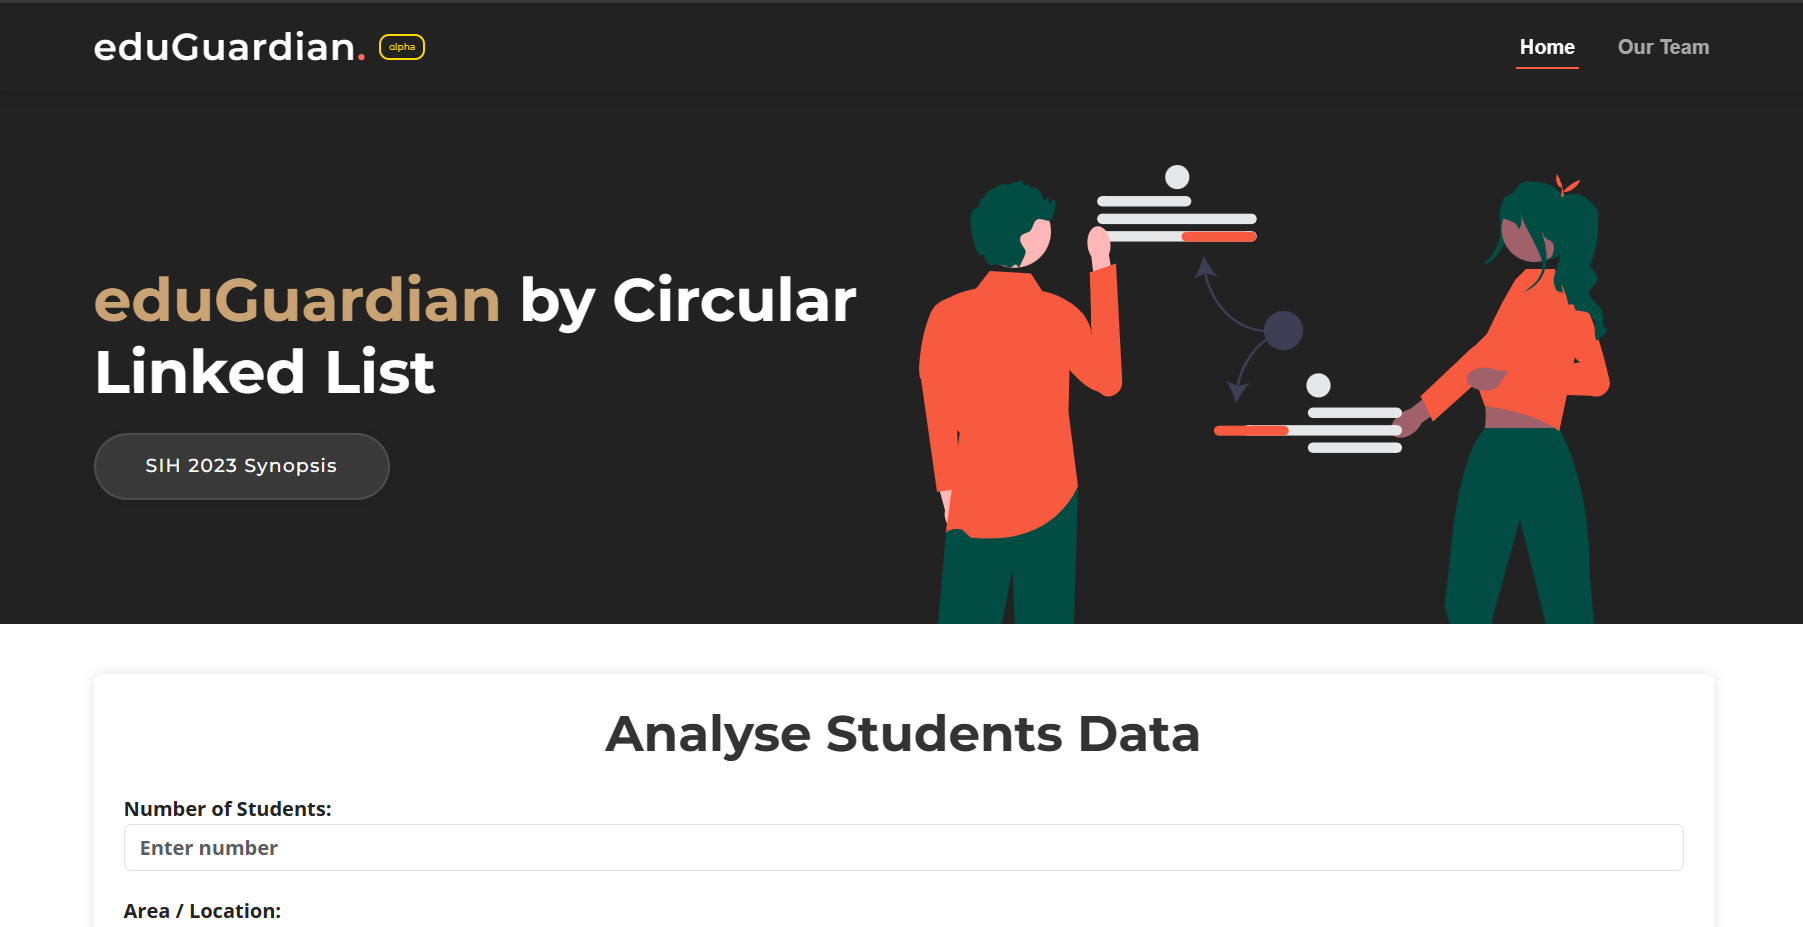 eduGuardian. alpha
Home Our Team
eduGuardian by Circular
Linked List
SIH 2023 Synopsis
Analyse Students Data
Number of Students:
Enter number
Area / Location: